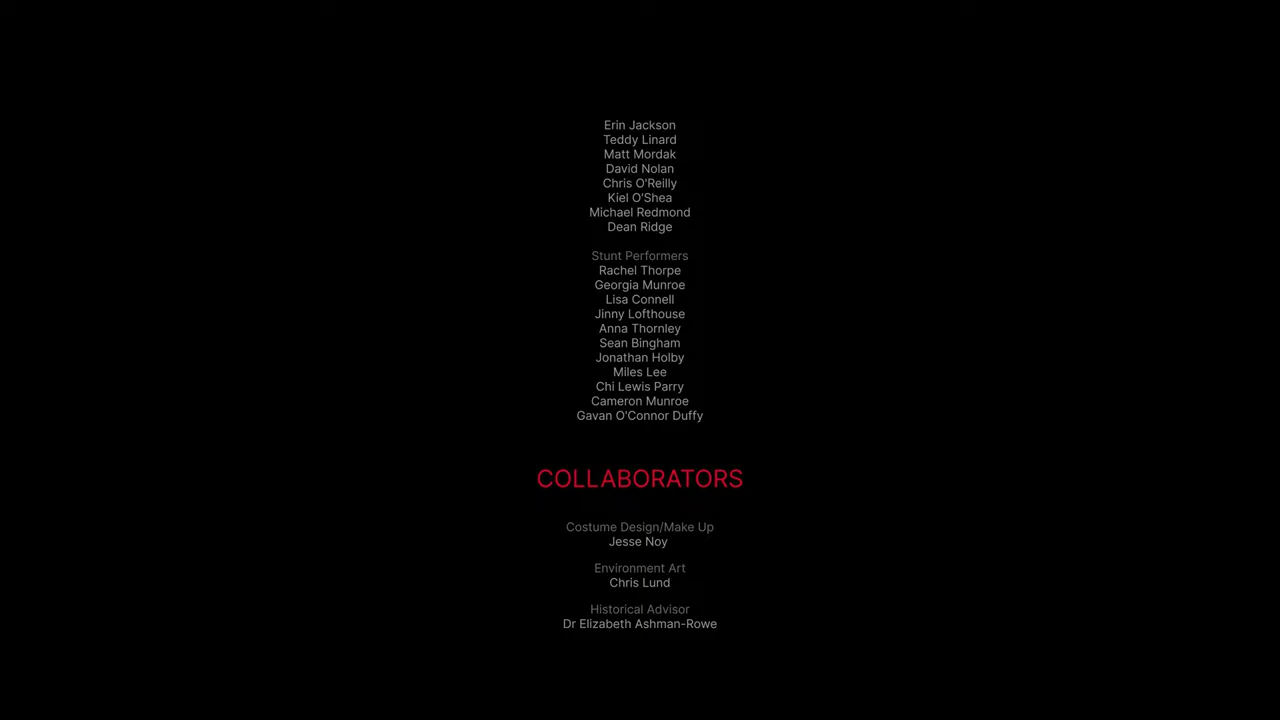 Erin Jackson
Teddy Linard
Matt Mordak
David Nolan
Chris O'Reilly
Kiel O'Shea
Michael Redmond
Dean Ridge
Stunt Performers
Rachel Thorpe
Georgia Munroe
Lisa Connell
Jinny Lofthouse
Anna Thornley
Sean Bingham
Jonathan Holby
Miles Lee
Chi Lewis Parry
Cameron Munroe
Gavan O'Connor Duffy
COLLABORATORS
Costume Design/Make Up
Jesse Noy
Environment Art
Chris Lund
Historical Advisor
Dr Elizabeth Ashman-Rowe